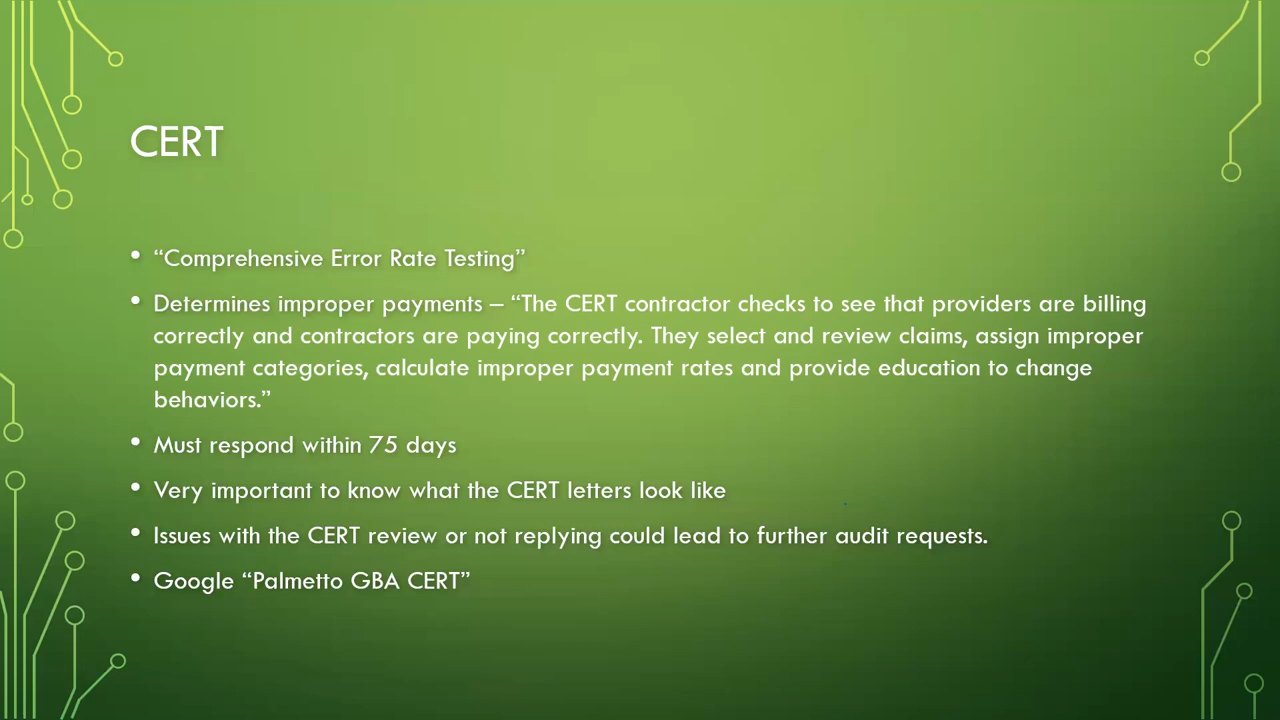 CERT
• “Comprehensive Error Rate Testing”
• Determines improper payments – “The CERT contractor checks to see that providers are billing
correctly and contractors are paying correctly. They select and review claims, assign improper
payment categories, calculate improper payment rates and provide education to change
behaviors.”
• Must respond within 75 days
• Very important to know what the CERT letters look like
• Issues with the CERT review or not replying could lead to further audit requests.
• Google “Palmetto GBA CERT”